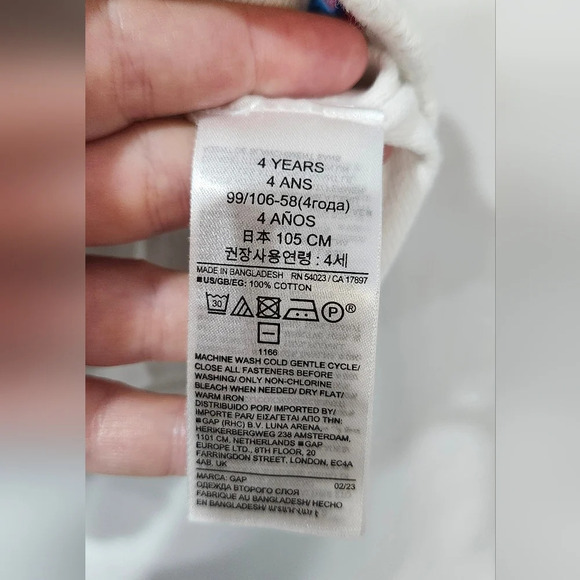 4 YEARS
4 ANS
99/106-58(4года)
4 AÑOS
日本 105 CM
권장사용연령 : 4세
MADE IN BANGLADESH RN 54023 / CA 17897
■US/GB/EG: 100% COTTON
30 P®
1166
MACHINE WASH COLD GENTLE CYCLE/
CLOSE ALL FASTENERS BEFORE
WASHING/ ONLY NON-CHLORINE
BLEACH WHEN NEEDED/ DRY FLAT/
WARM IRON
DISTRIBUIDO POR/ IMPORTED BY/
IMPORTE PAR/ ΕΙΣΑΓΕΤΑΙ ΑΠΟ ΤΗΝ:
■GAP (RHC) B.V. LUNA ARENA,
HERIKERBERGWEG 238 AMSTERDAM,
1101 CM, NETHERLANDS ■GAP
EUROPE LTD., 8TH FLOOR, 20
FARRINGDON STREET, LONDON, EC4A
4AB, UK
MARCA: GAP 02/23
ОДЕЖДА ВТОРОГО СЛОЯ
FABRIQUE AU BANGLADESH/ HECHO
EN BANGLADESH/